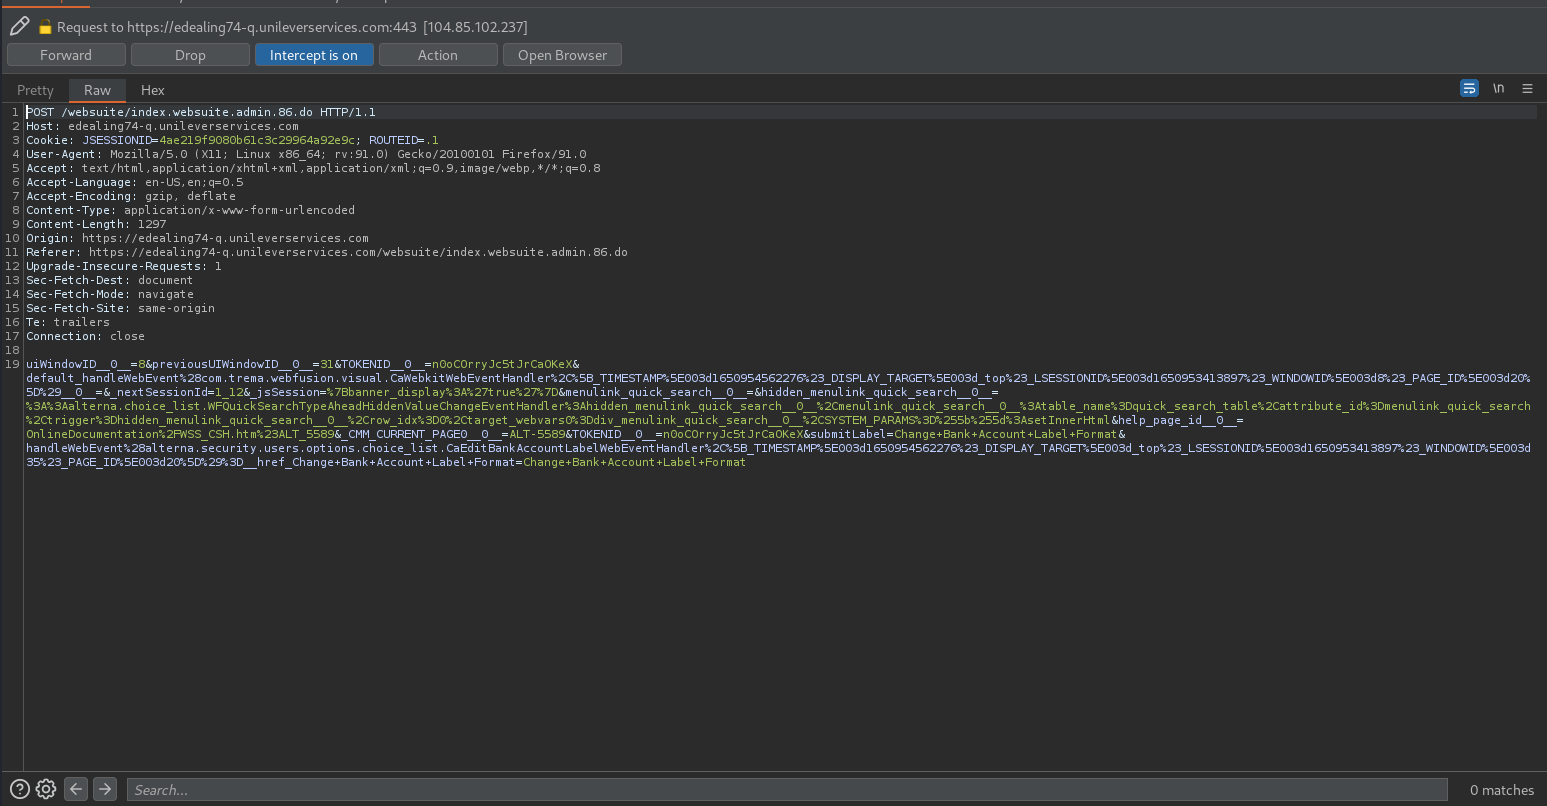 Request to https://edealing74-q.unileverservices.com:443 [104.85.102.237]
Forward Drop Intercept is on Action Open Browser
Pretty Raw Hex \n
1 POST /websuite/index.websuite.admin.86.do HTTP/1.1
2 Host: edealing74-q.unileverservices.com
3 Cookie: JSESSIONID=4ae219f9080b61c3c29964a92e9c; ROUTEID=.1
4 User-Agent: Mozilla/5.0 (X11; Linux x86_64; rv:91.0) Gecko/20100101 Firefox/91.0
5 Accept: text/html,application/xhtml+xml,application/xml;q=0.9,image/webp,*/*;q=0.8
6 Accept-Language: en-US,en;q=0.5
7 Accept-Encoding: gzip, deflate
8 Content-Type: application/x-www-form-urlencoded
9 Content-Length: 1297
10 Origin: https://edealing74-q.unileverservices.com
11 Referer: https://edealing74-q.unileverservices.com/websuite/index.websuite.admin.86.do
12 Upgrade-Insecure-Requests: 1
13 Sec-Fetch-Dest: document
14 Sec-Fetch-Mode: navigate
15 Sec-Fetch-Site: same-origin
16 Te: trailers
17 Connection: close
18
19 uiWindowID__0__=8&previousUIWindowID__0__=31&TOKENID__0__=n0oCOrryJc5tJrCaOKeX&
default_handleWebEvent%28com.trema.webfusion.visual.CaWebkitWebEventHandler%2C%5B_TIMESTAMP%5E003d1650954562276%23_DISPLAY_TARGET%5E003d_top%23_LSESSIONID%5E003d1650953413897%23_WINDOWID%5E003d8%23_PAGE_ID%5E003d20%
5D%29__0__=&_nextSessionId=1_12&_jsSession=%7Bbanner_display%3A%27true%27%7D&menulink_quick_search__0__=&hidden_menulink_quick_search__0__=
%3A%3Aalterna.choice_list.WFQuickSearchTypeAheadHiddenValueChangeEventHandler%3Ahidden_menulink_quick_search__0__%2Cmenulink_quick_search__0__%3Atable_name%3Dquick_search_table%2Cattribute_id%3Dmenulink_quick_search
%2Ctrigger%3Dhidden_menulink_quick_search__0__%2Crow_idx%3D0%2Ctarget_webvars0%3Ddiv_menulink_quick_search__0__%2CSYSTEM_PARAMS%3D%255b%255d%3AsetInnerHtml&help_page_id__0__=
OnlineDocumentation%2FWSS_CSH.htm%23ALT_5589&_CMM_CURRENT_PAGE0__0__=ALT-5589&TOKENID__0__=n0oCOrryJc5tJrCaOKeX&submitLabel=Change+Bank+Account+Label+Format&
handleWebEvent%28alterna.security.users.options.choice_list.CaEditBankAccountLabelWebEventHandler%2C%5B_TIMESTAMP%5E003d1650954562276%23_DISPLAY_TARGET%5E003d_top%23_LSESSIONID%5E003d1650953413897%23_WINDOWID%5E003d
35%23_PAGE_ID%5E003d20%5D%29%3D__href_Change+Bank+Account+Label+Format=Change+Bank+Account+Label+Format
Search... 0 matches